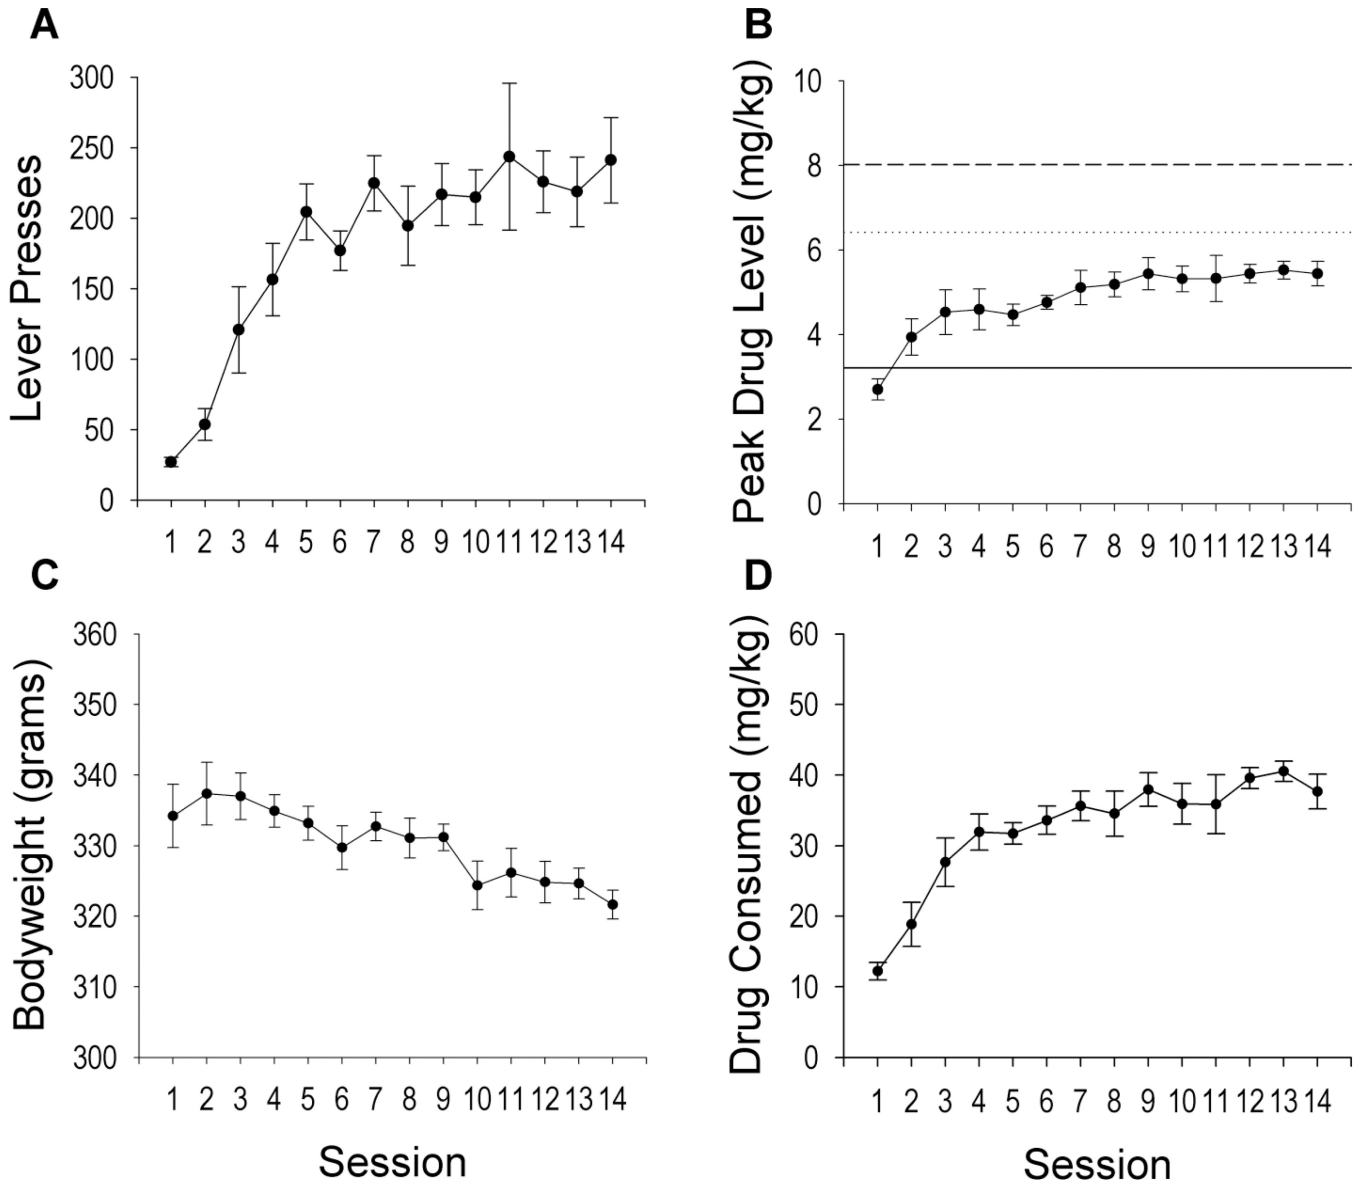 A
Lever Presses
300
250
200
150
100
50
0
1 2 3 4 5 6 7 8 9 10 11 12 13 14
B
Peak Drug Level (mg/kg)
10
8
6
4
2
0
1 2 3 4 5 6 7 8 9 10 11 12 13 14
C
Bodyweight (grams)
360
350
340
330
320
310
300
1 2 3 4 5 6 7 8 9 10 11 12 13 14
Session
D
Drug Consumed (mg/kg)
60
50
40
30
20
10
0
1 2 3 4 5 6 7 8 9 10 11 12 13 14
Session